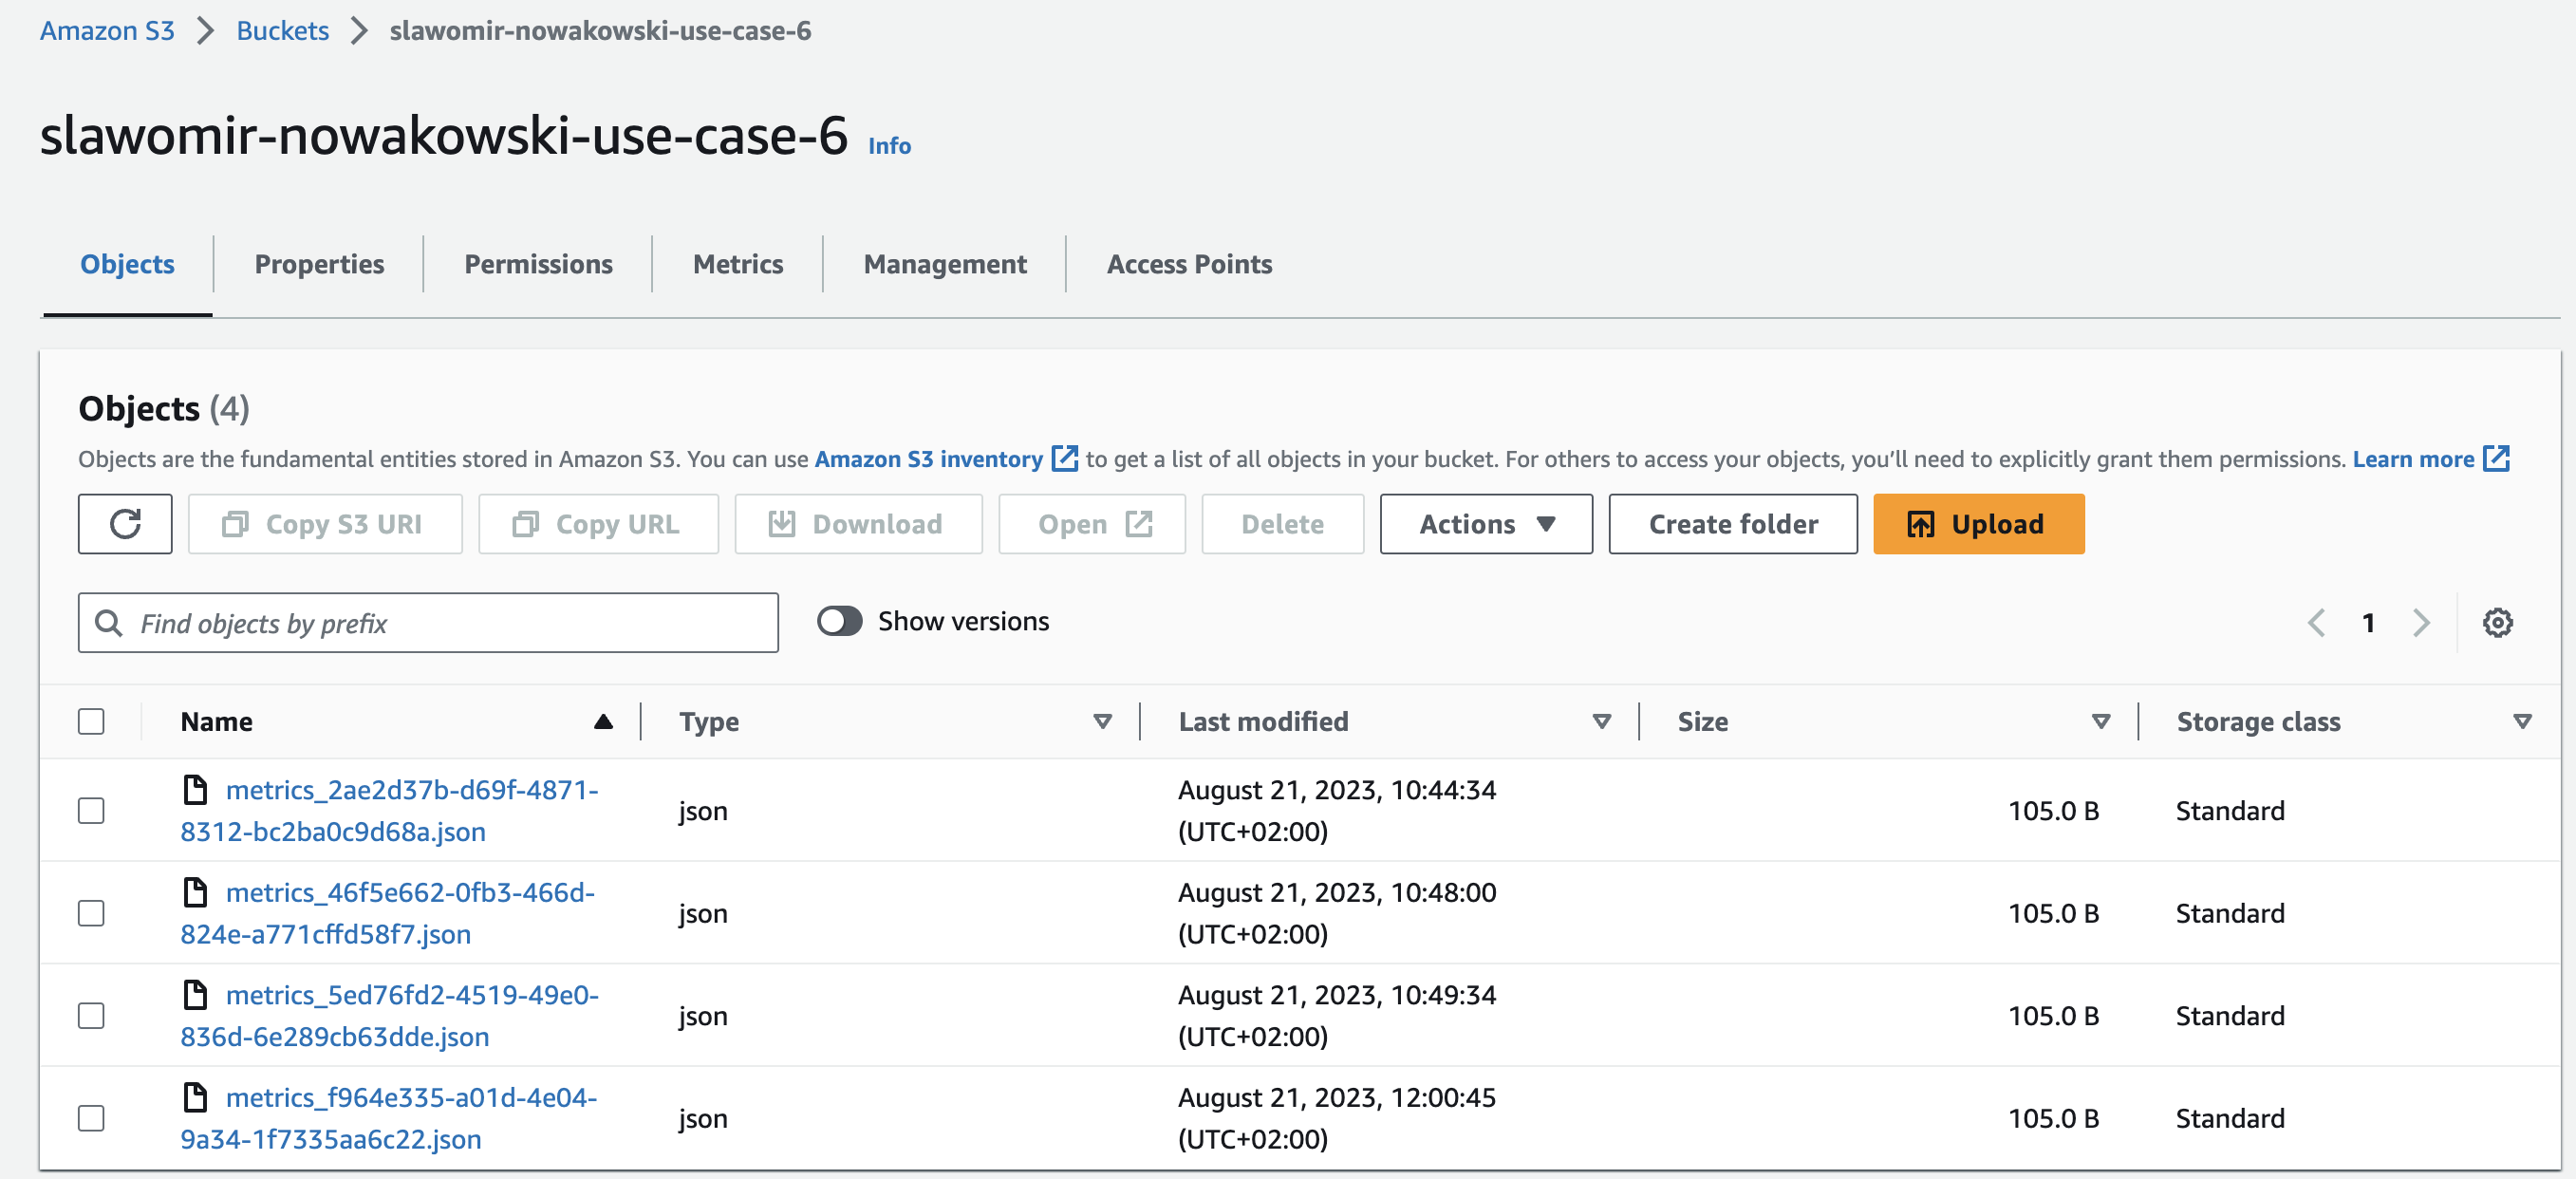 Amazon S3 > Buckets > slawomir-nowakowski-use-case-6
slawomir-nowakowski-use-case-6 Info
Objects Properties Permissions Metrics Management Access Points
Objects (4)
Objects are the fundamental entities stored in Amazon S3. You can use Amazon S3 inventory to get a list of all objects in your bucket. For others to access your objects, you’ll need to explicitly grant them permissions. Learn more
Copy S3 URI Copy URL Download Open Delete Actions Create folder Upload
Find objects by prefix Show versions 1
Name Type Last modified Size Storage class
metrics_2ae2d37b-d69f-4871-
8312-bc2ba0c9d68a.json
json
August 21, 2023, 10:44:34
(UTC+02:00)
105.0 B
Standard
metrics_46f5e662-0fb3-466d-
824e-a771cffd58f7.json
json
August 21, 2023, 10:48:00
(UTC+02:00)
105.0 B
Standard
metrics_5ed76fd2-4519-49e0-
836d-6e289cb63dde.json
json
August 21, 2023, 10:49:34
(UTC+02:00)
105.0 B
Standard
metrics_f964e335-a01d-4e04-
9a34-1f7335aa6c22.json
json
August 21, 2023, 12:00:45
(UTC+02:00)
105.0 B
Standard